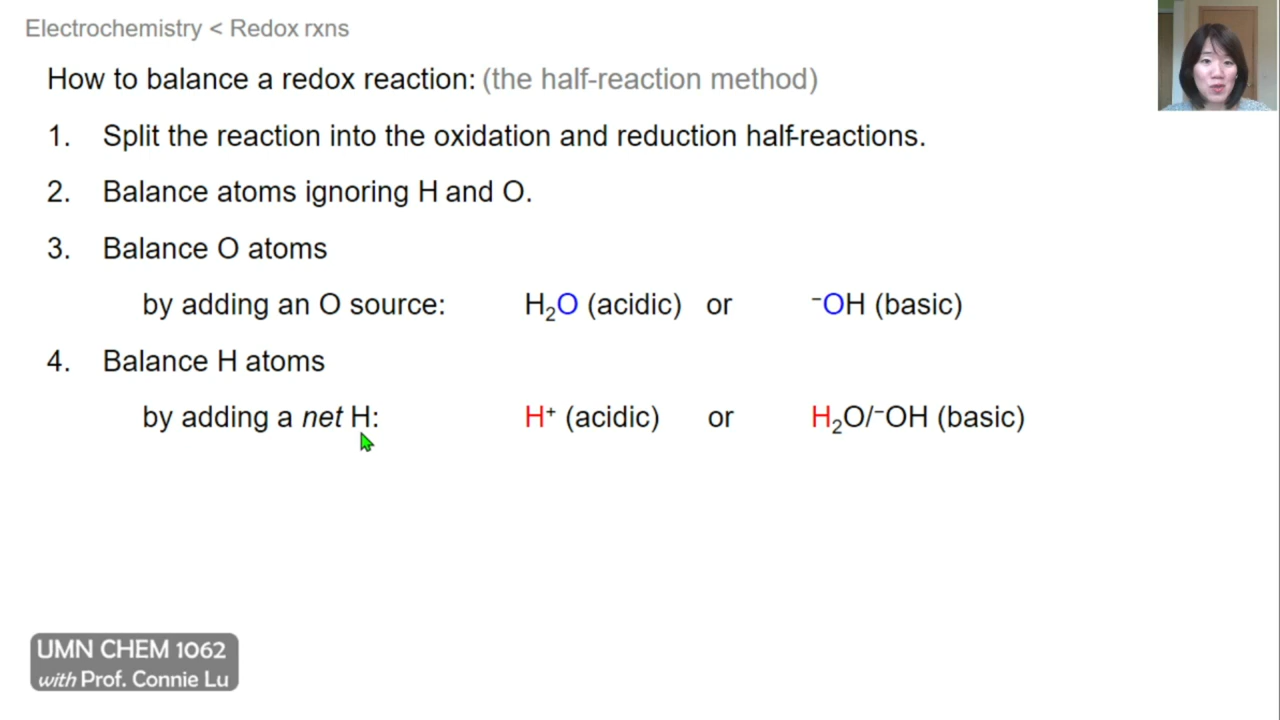 Electrochemistry < Redox rxns
How to balance a redox reaction: (the half-reaction method)
1. Split the reaction into the oxidation and reduction half-reactions.
2. Balance atoms ignoring H and O.
3. Balance O atoms
by adding an O source: H₂O (acidic) or ⁻OH (basic)
4. Balance H atoms
by adding a net H: H⁺ (acidic) or H₂O/⁻OH (basic)
UMN CHEM 1062
with Prof. Connie Lu